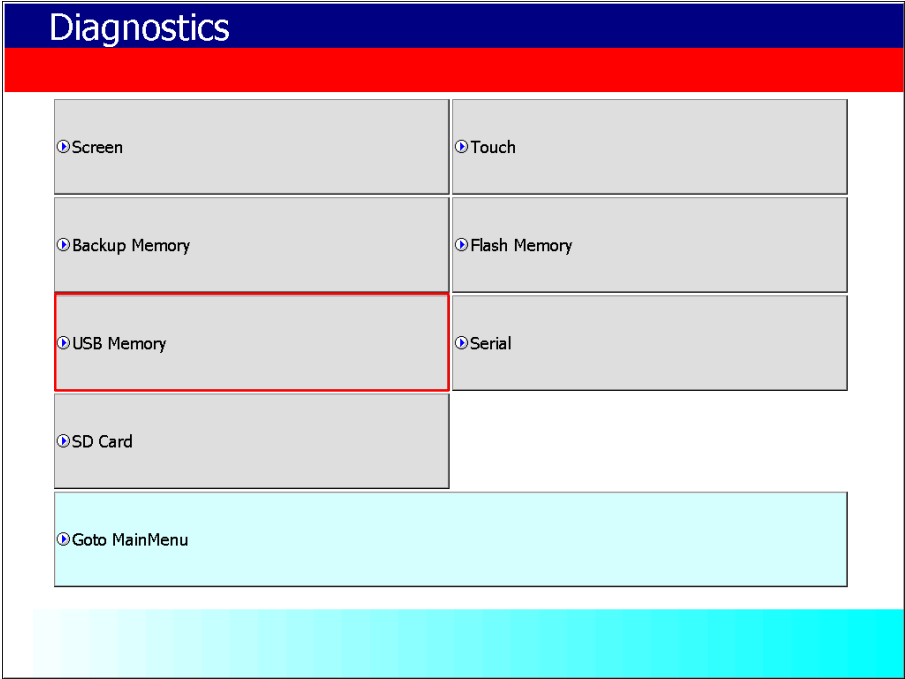 Diagnostics
Screen
Touch
Backup Memory
Flash Memory
USB Memory
Serial
SD Card
Goto MainMenu